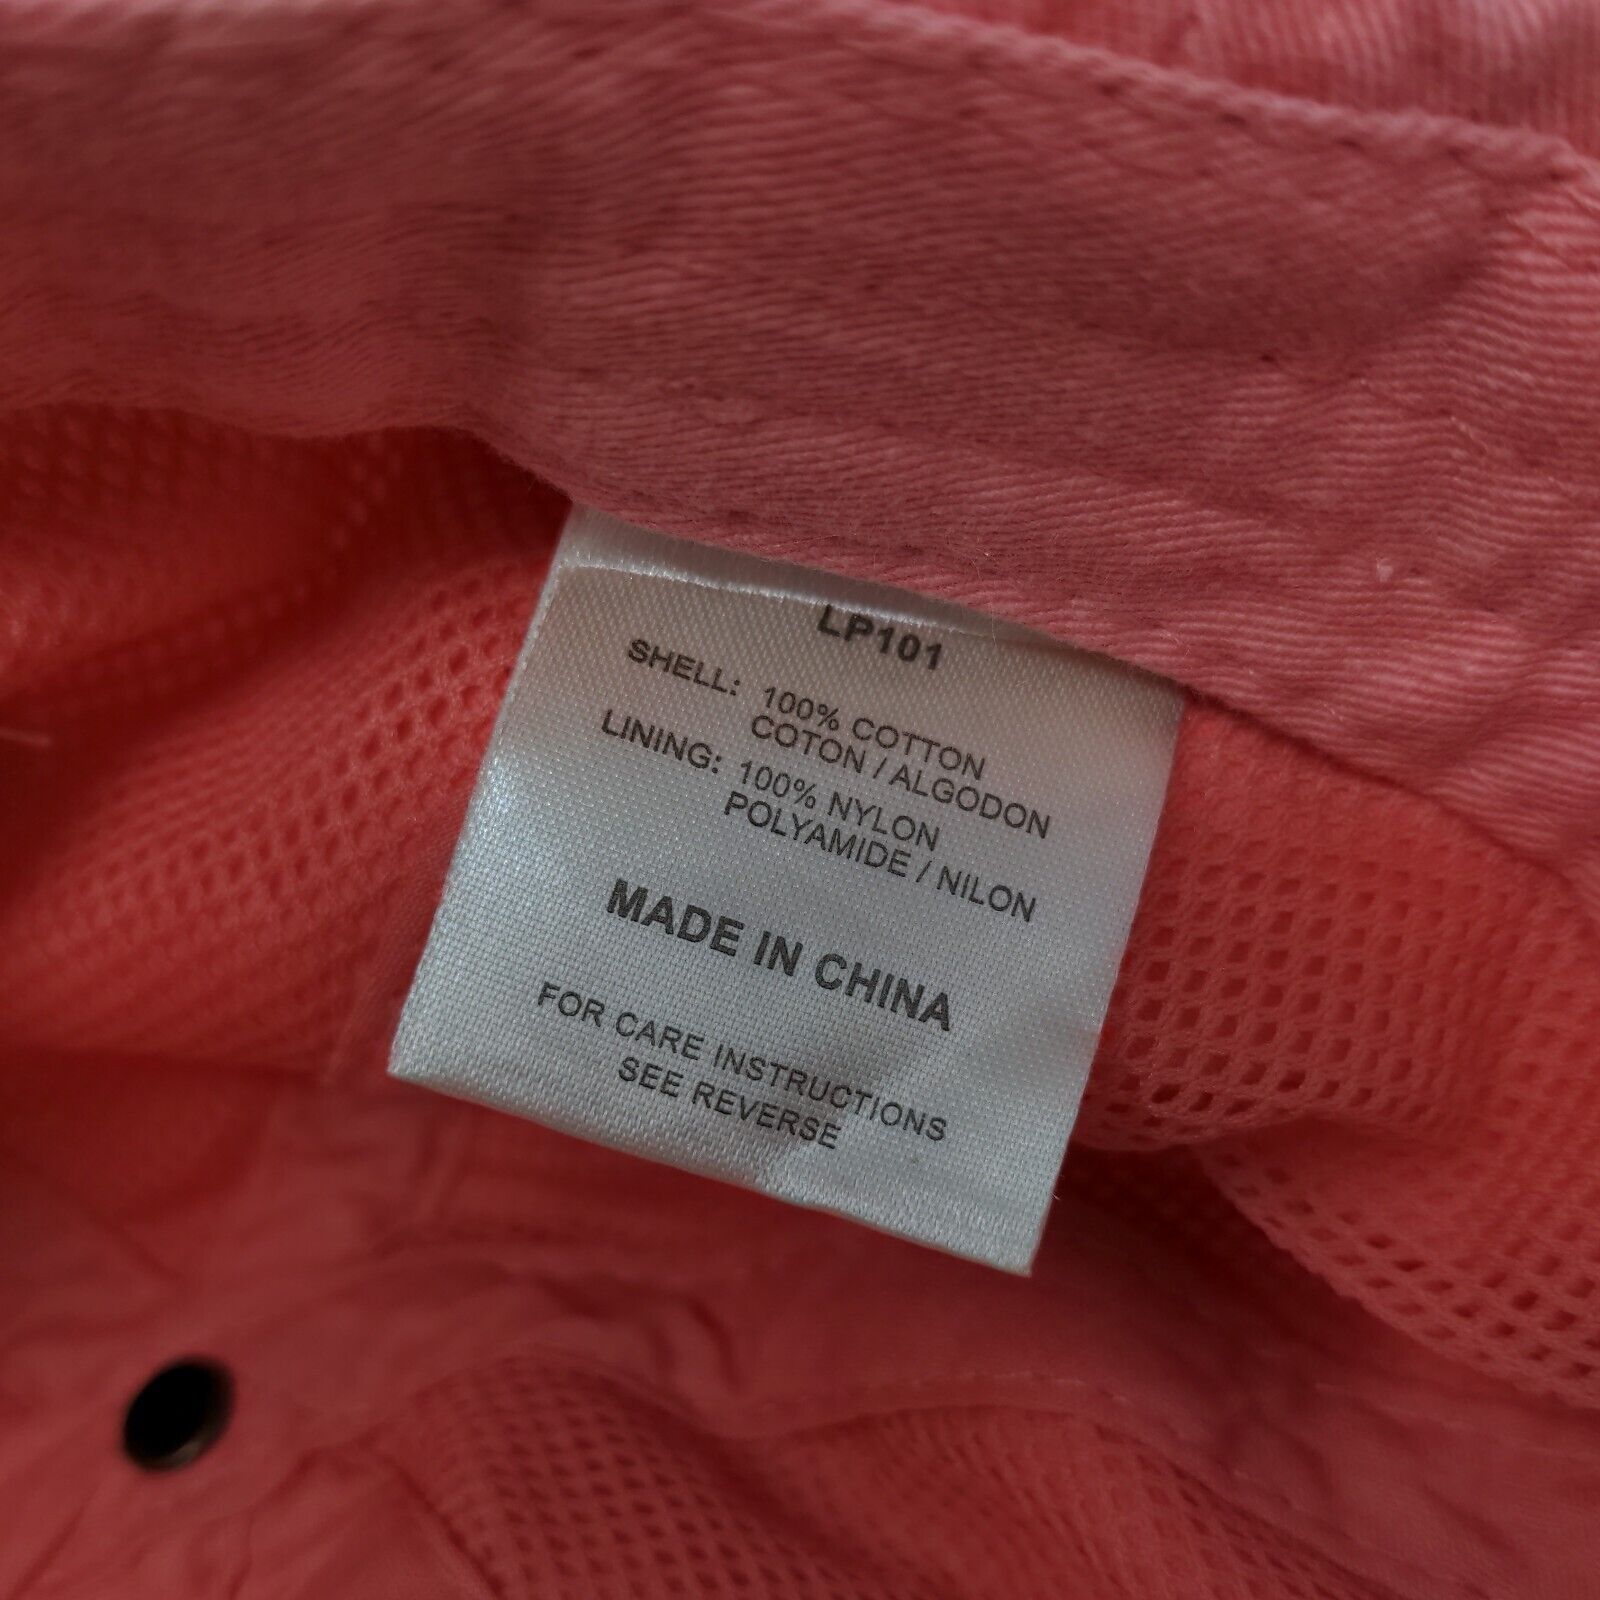 LP101
SHELL: 100% COTTON
COTON / ALGODON
LINING: 100% NYLON
POLYAMIDE / NILON
MADE IN CHINA
FOR CARE INSTRUCTIONS
SEE REVERSE